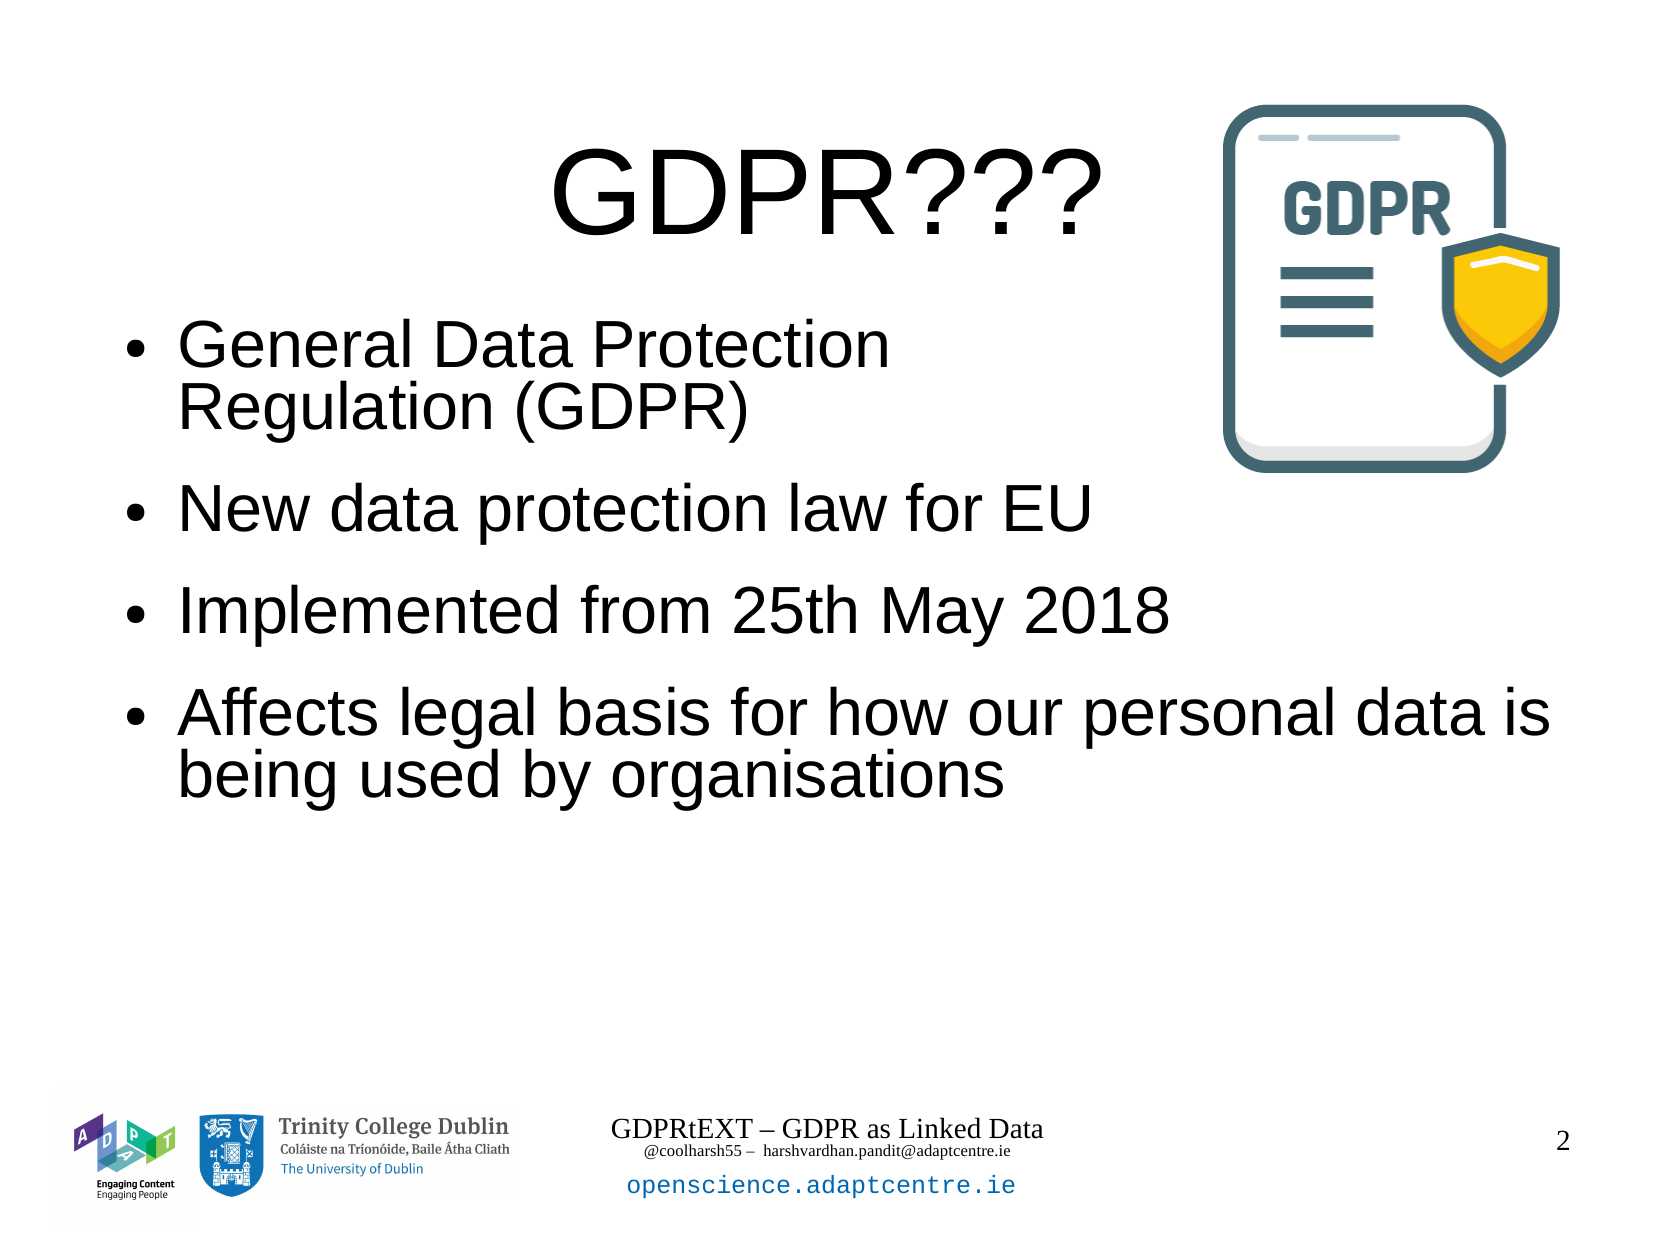 GDPR???
GDPR
• General Data Protection
Regulation (GDPR)
• New data protection law for EU
• Implemented from 25th May 2018
• Affects legal basis for how our personal data is
being used by organisations
ADAPT
Engaging Content
Engaging People
Trinity College Dublin
Coláiste na Tríonóide, Baile Átha Cliath
The University of Dublin
GDPRtEXT – GDPR as Linked Data
@coolharsh55 – harshvardhan.pandit@adaptcentre.ie
openscience.adaptcentre.ie
2